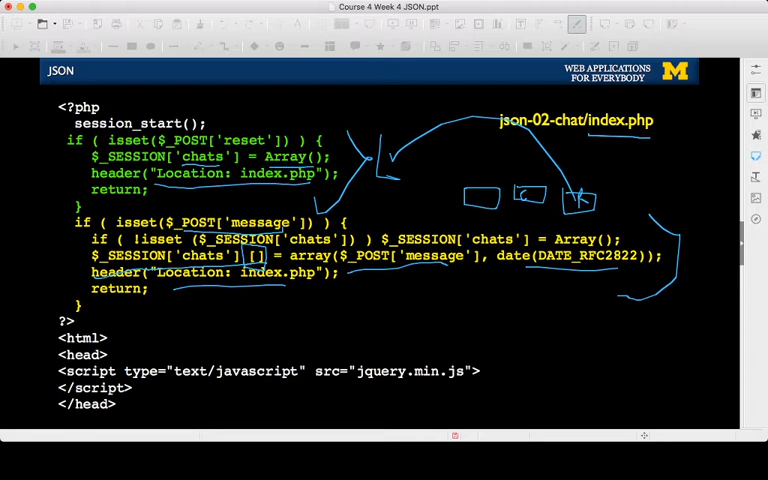 Course 4 Week 4 JSON.ppt
JSON
WEB APPLICATIONS
FOR EVERYBODY
M
<?php
session_start();
json-02-chat/index.php
if ( isset($_POST['reset']) ) {
$_SESSION['chats'] = Array();
header("Location: index.php");
return;
}
if ( isset($_POST['message']) ) {
if ( !isset ($_SESSION['chats']) ) $_SESSION['chats'] = Array();
$_SESSION['chats'] [] = array($_POST['message'], date(DATE_RFC2822));
header("Location: index.php");
return;
}
?>
<html>
<head>
<script type="text/javascript" src="jquery.min.js">
</script>
</head>